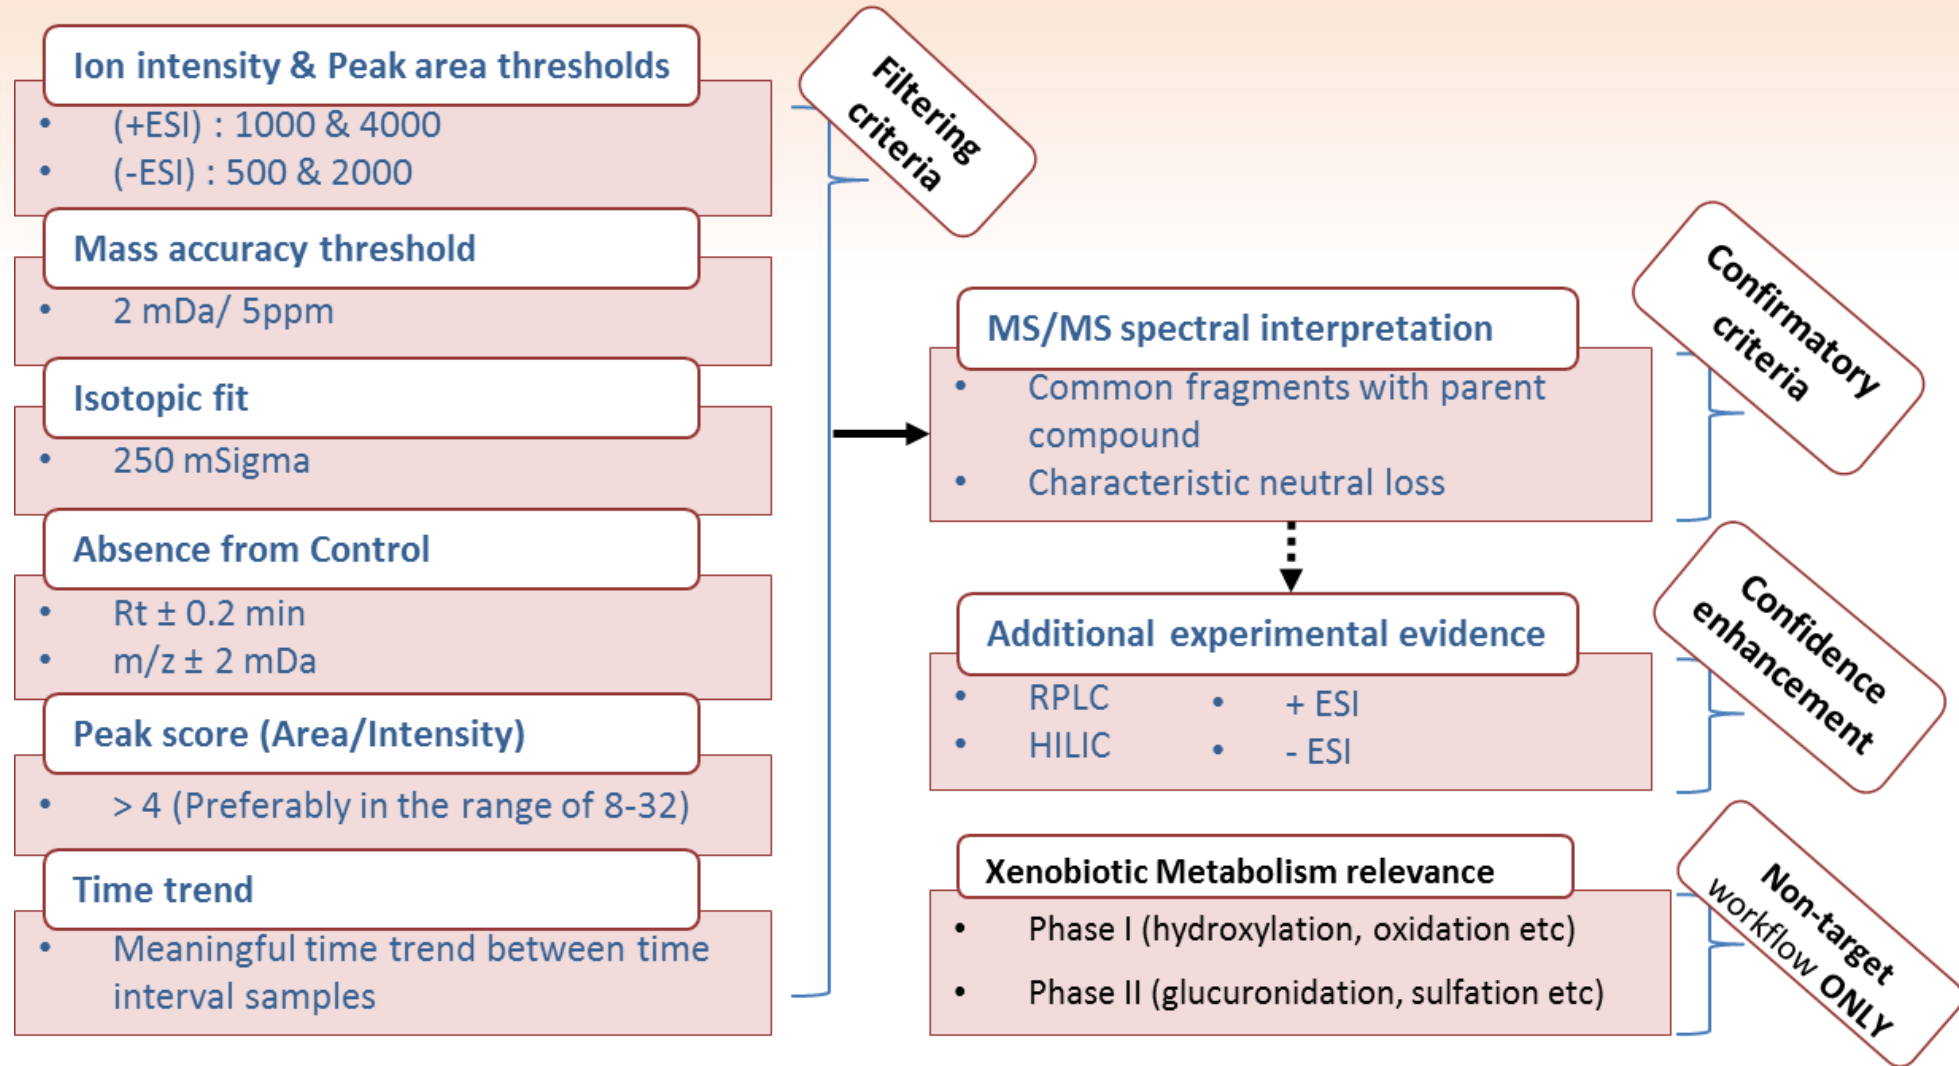 Ion intensity & Peak area thresholds
• (+ESI) : 1000 & 4000
• (-ESI) : 500 & 2000
Mass accuracy threshold
• 2 mDa/ 5ppm
Isotopic fit
• 250 mSigma
Absence from Control
• Rt ± 0.2 min
• m/z ± 2 mDa
Peak score (Area/Intensity)
• > 4 (Preferably in the range of 8-32)
Time trend
• Meaningful time trend between time
interval samples
Filtering
criteria
MS/MS spectral interpretation
• Common fragments with parent
compound
• Characteristic neutral loss
Confirmatory
criteria
Additional experimental evidence
• RPLC
• HILIC
• + ESI
• - ESI
Confidence
enhancement
Xenobiotic Metabolism relevance
• Phase I (hydroxylation, oxidation etc)
• Phase II (glucuronidation, sulfation etc)
Non-target
workflow ONLY